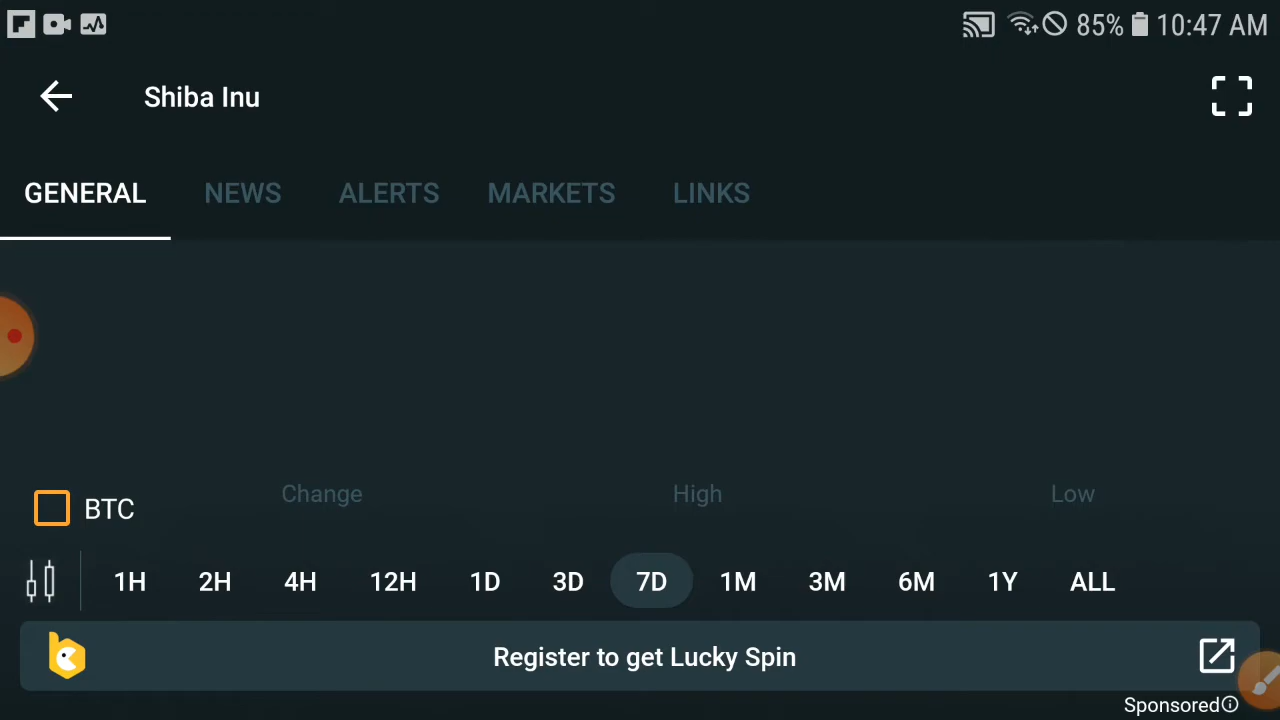 85% 10:47 AM
Shiba Inu
GENERAL NEWS ALERTS MARKETS LINKS
Change High Low
BTC
1H 2H 4H 12H 1D 3D 7D 1M 3M 6M 1Y ALL
Register to get Lucky Spin
Sponsored